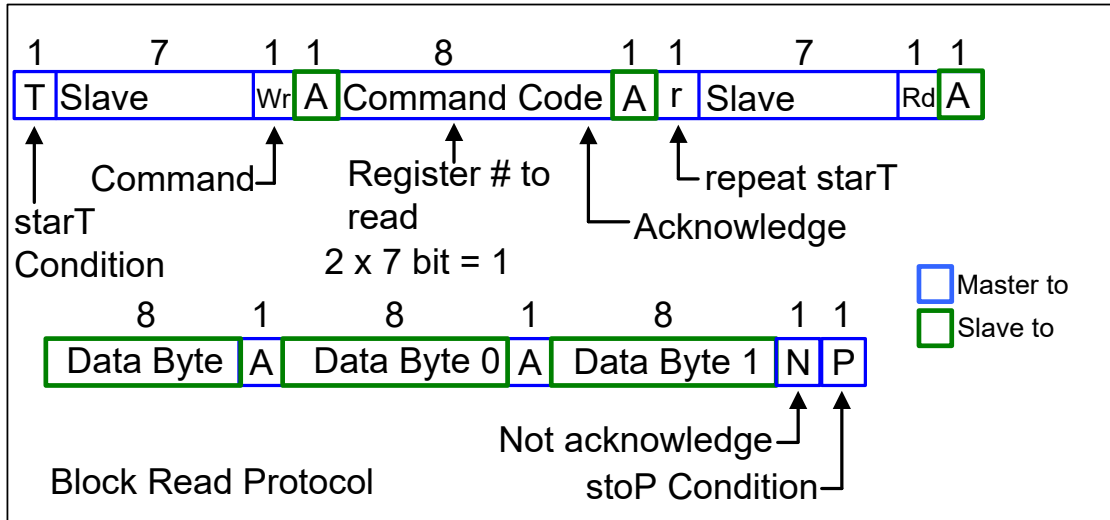 1 7 1 1 8 1 1 7 1 1
T Slave Wr A Command Code A r Slave Rd A
Command
Register # to
read
2 x 7 bit = 1
repeat starT
Acknowledge
starT
Condition
Master to
Slave to
8 1 8 1 8 1 1
Data Byte A Data Byte 0 A Data Byte 1 N P
Not acknowledge
stoP Condition
Block Read Protocol